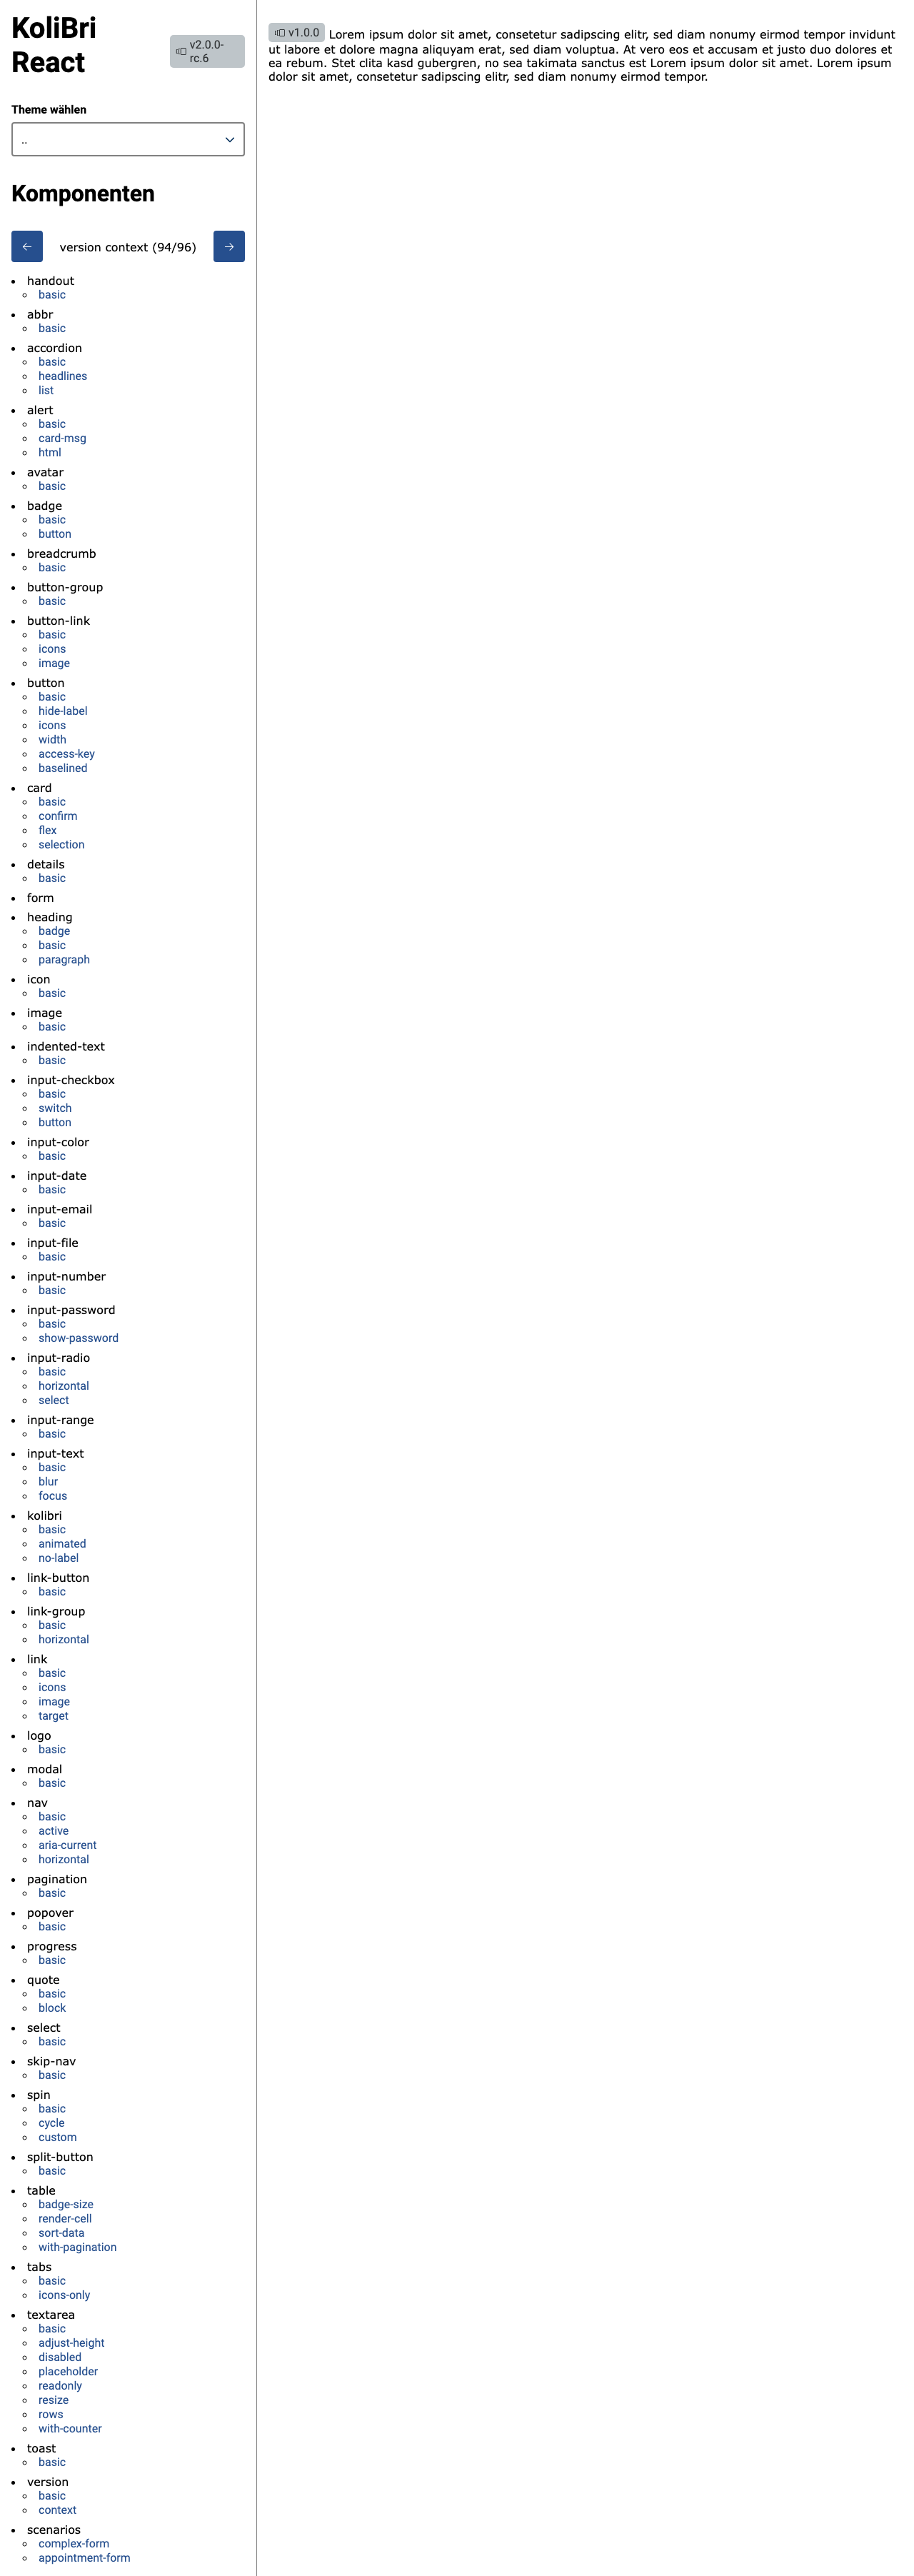 KoliBri
React
v2.0.0-
rc.6
Theme wählen
..
Komponenten
version context (94/96)
handout
basic
abbr
basic
accordion
basic
headlines
list
alert
basic
card-msg
html
avatar
basic
badge
basic
button
breadcrumb
basic
button-group
basic
button-link
basic
icons
image
button
basic
hide-label
icons
width
access-key
baselined
card
basic
confirm
flex
selection
details
basic
form
heading
badge
basic
paragraph
icon
basic
image
basic
indented-text
basic
input-checkbox
basic
switch
button
input-color
basic
input-date
basic
input-email
basic
input-file
basic
input-number
basic
input-password
basic
show-password
input-radio
basic
horizontal
select
input-range
basic
input-text
basic
blur
focus
kolibri
basic
animated
no-label
link-button
basic
link-group
basic
horizontal
link
basic
icons
image
target
logo
basic
modal
basic
nav
basic
active
aria-current
horizontal
pagination
basic
popover
basic
progress
basic
quote
basic
block
select
basic
skip-nav
basic
spin
basic
cycle
custom
split-button
basic
table
badge-size
render-cell
sort-data
with-pagination
tabs
basic
icons-only
textarea
basic
adjust-height
disabled
placeholder
readonly
resize
rows
with-counter
toast
basic
version
basic
context
scenarios
complex-form
appointment-form
v1.0.0 Lorem ipsum dolor sit amet, consetetur sadipscing elitr, sed diam nonumy eirmod tempor invidunt
ut labore et dolore magna aliquyam erat, sed diam voluptua. At vero eos et accusam et justo duo dolores et
ea rebum. Stet clita kasd gubergren, no sea takimata sanctus est Lorem ipsum dolor sit amet. Lorem ipsum
dolor sit amet, consetetur sadipscing elitr, sed diam nonumy eirmod tempor.